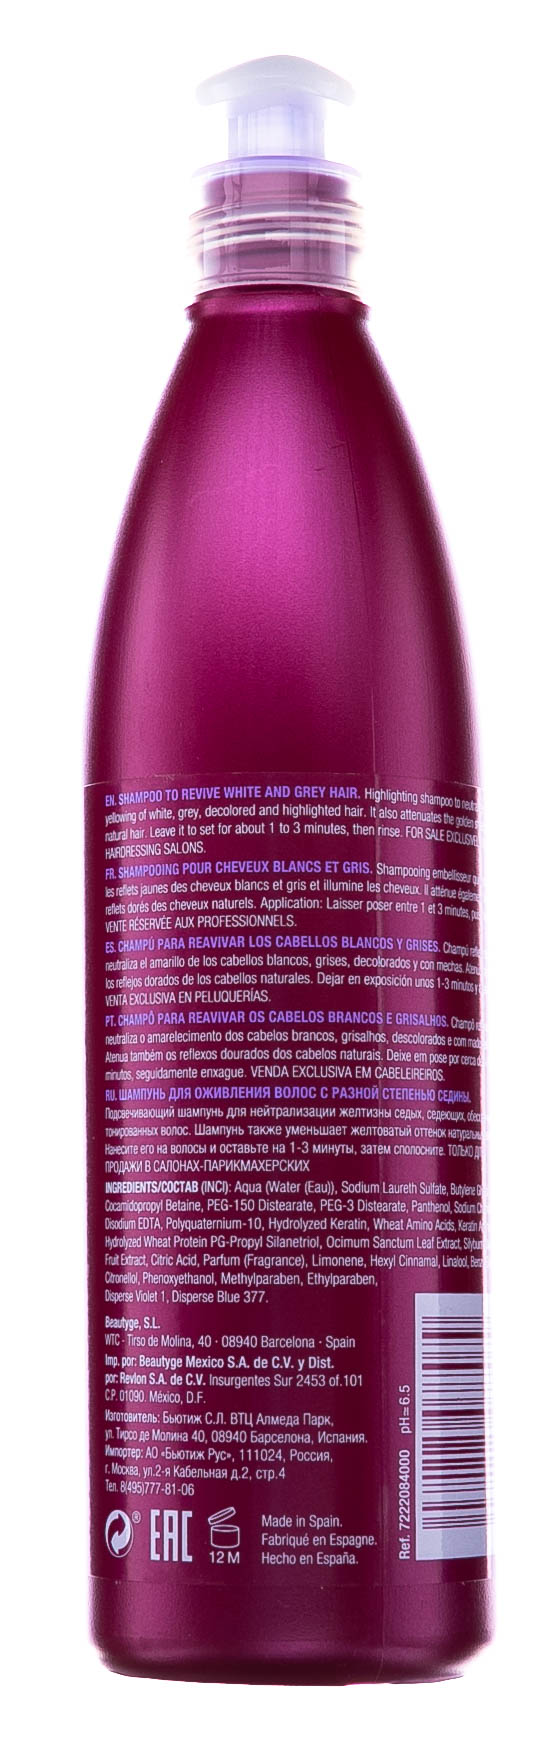 EN. SHAMPOO TO REVIVE WHITE AND GREY HAIR. Highlighting shampoo to
yellowing of white, grey, decolored and highlighted hair. It also attenuates the golden
natural hair. Leave it to set for about 1 to 3 minutes, then rinse. FOR SALE
HAIRDRESSING SALONS.
FR. SHAMPOOING POUR CHEVEUX BLANCS ET GRIS. Shampooing embellisseur
les reflets jaunes des cheveux blancs et gris et illumine les cheveux. Il atténue
reflets dorés des cheveux naturels. Application: Laisser poser entre 1 et 3 minutes,
VENTE RÉSERVÉE AUX PROFESSIONNELS.
ES. CHAMPÚ PARA REAVIVAR LOS CABELLOS BLANCOS Y GRISES. Champú
neutraliza el amarillo de los cabellos blancos, grises, decolorados y con mechas.
los reflejos dorados de los cabellos naturales. Dejar en exposición unos 1-3 minutos y
VENTA EXCLUSIVA EN PELUQUERÍAS.
PT. CHAMPÔ PARA REAVIVAR OS CABELOS BRANCOS E GRISALHOS. Champô
neutraliza o amarelecimento dos cabelos brancos, grisalhos, descolorados e com
Atenua também os reflexos dourados dos cabelos naturais. Deixe em pose por cerca
minutos, seguidamente enxague. VENDA EXCLUSIVA EM CABELEIREIROS.
RU. ШАМПУНЬ ДЛЯ ОЖИВЛЕНИЯ ВОЛОС С РАЗНОЙ СТЕПЕНЬЮ СЕДИНЫ.
Подсвечивающий шампунь для нейтрализации желтизны седых, седеющих,
тонированных волос. Шампунь также уменьшает желтоватый оттенок
Нанесите его на волосы и оставьте на 1-3 минуты, затем сполосните. ТОЛЬКО
ПРОДАЖИ В САЛОНАХ-ПАРИКМАХЕРСКИХ
INGREDIENTS/СОСТАВ (INCI): Aqua (Water (Eau)), Sodium Laureth Sulfate, Butylene
Cocamidopropyl Betaine, PEG-150 Distearate, PEG-3 Distearate, Panthenol, Sodium
Disodium EDTA, Polyquaternium-10, Hydrolyzed Keratin, Wheat Amino Acids, Keratin
Hydrolyzed Wheat Protein PG-Propyl Silanetriol, Ocimum Sanctum Leaf Extract,
Fruit Extract, Citric Acid, Parfum (Fragrance), Limonene, Hexyl Cinnamal, Linalool,
Citronellol, Phenoxyethanol, Methylparaben, Ethylparaben,
Disperse Violet 1, Disperse Blue 377.
Beautyge, S.L.
WTC - Tirso de Molina, 40 · 08940 Barcelona · Spain
Imp. por: Beautyge Mexico S.A. de C.V. y Dist.
por: Revlon S.A. de C.V. Insurgentes Sur 2453 of.101
C.P. 01090. México, D.F.
Изготовитель: Бьютиж С.Л. ВТЦ Алмеда Парк,
ул. Тирсо де Молина 40, 08940 Барселона, Испания.
Импортер: АО «Бьютиж Рус», 111024, Россия,
г. Москва, ул.2-я Кабельная д.2, стр.4
Тел. 8(495)777-81-06
EAC
12 M
Made in Spain.
Fabriqué en Espagne.
Hecho en España.
Ref. 7222084000 pH=6.5